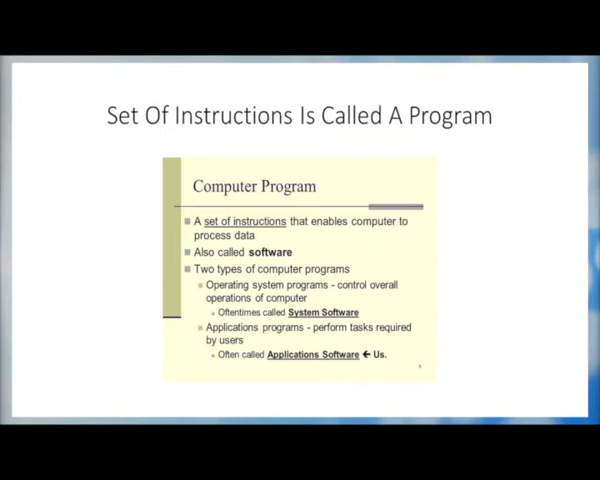 Set Of Instructions Is Called A Program
Computer Program
A set of instructions that enables computer to
process data
Also called software
Two types of computer programs
Operating system programs - control overall
operations of computer
Oftentimes called System Software
Applications programs - perform tasks required
by users
Often called Applications Software ← Us.